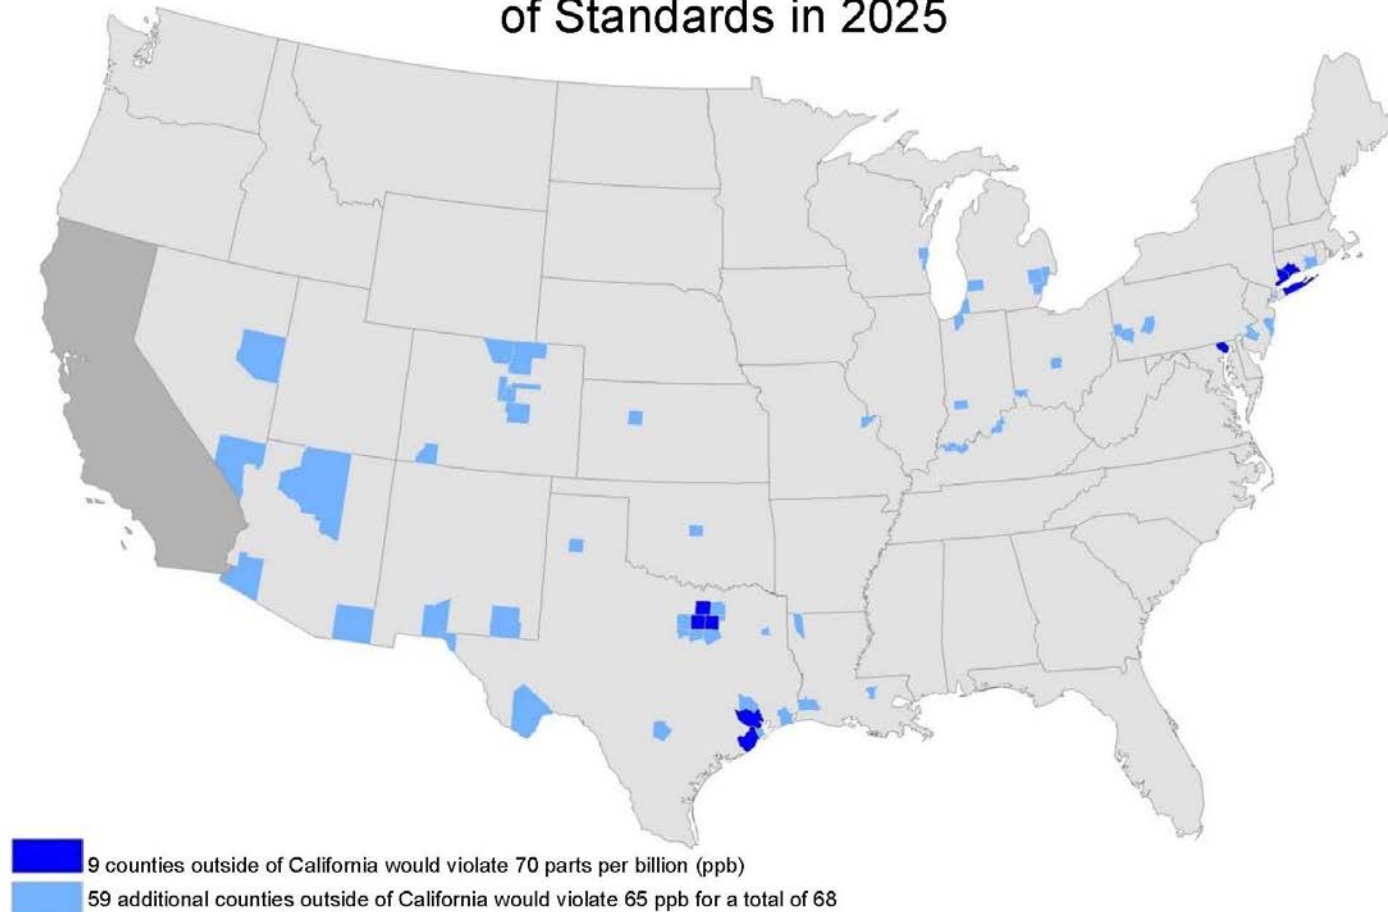 of Standards in 2025
9 counties outside of California would violate 70 parts per billion (ppb)
59 additional counties outside of California would violate 65 ppb for a total of 68